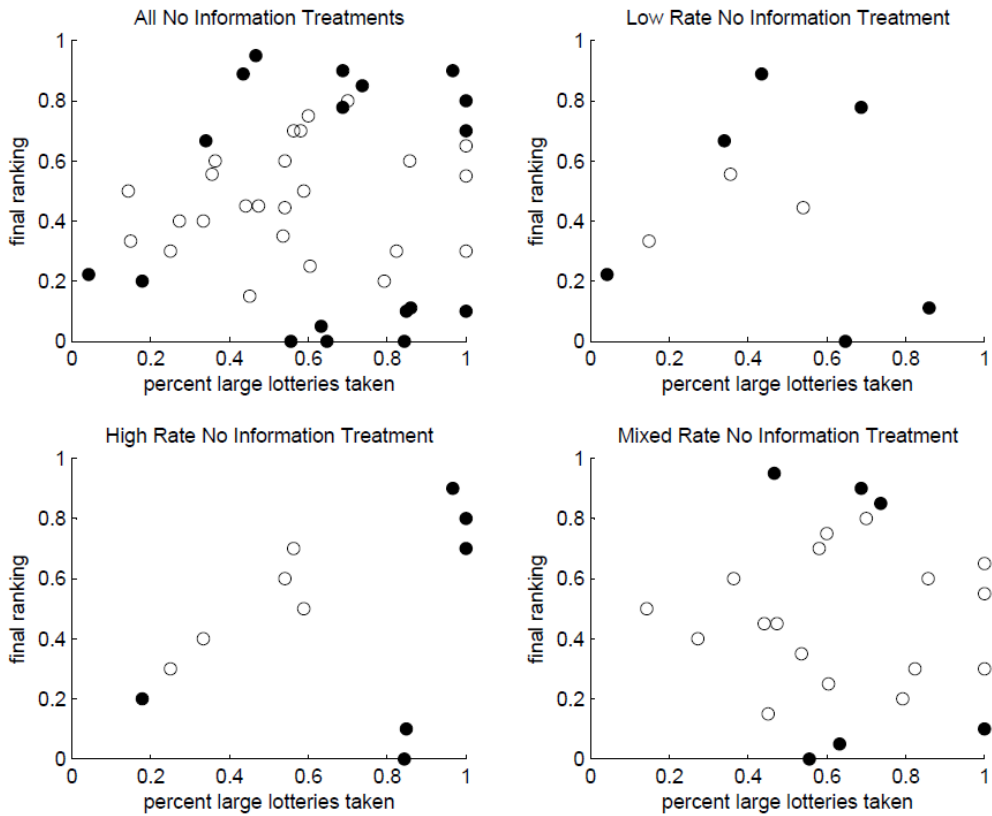 All No Information Treatments
1
0.8
0.6
0.4
0.2
0
final ranking
0 0.2 0.4 0.6 0.8 1
percent large lotteries taken
Low Rate No Information Treatment
1
0.8
0.6
0.4
0.2
0
final ranking
0 0.2 0.4 0.6 0.8 1
percent large lotteries taken
High Rate No Information Treatment
1
0.8
0.6
0.4
0.2
0
final ranking
0 0.2 0.4 0.6 0.8 1
percent large lotteries taken
Mixed Rate No Information Treatment
1
0.8
0.6
0.4
0.2
0
final ranking
0 0.2 0.4 0.6 0.8 1
percent large lotteries taken